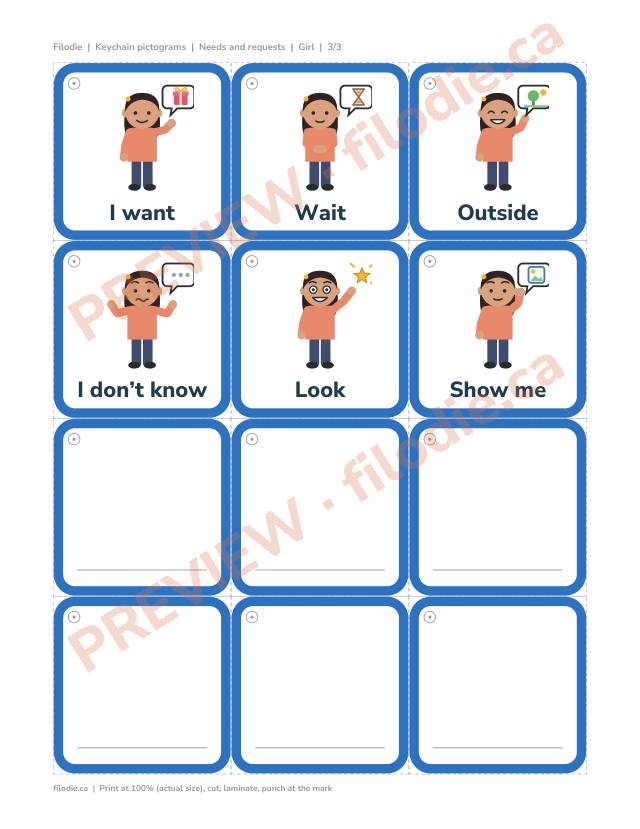 Filodie | Keychain pictograms | Needs and requests | Girl | 3/3
I want
Wait
Outside
I don’t know
Look
Show me
PREVIEW · filodie.ca
PREVIEW · filodie.ca
filodie.ca | Print at 100% (actual size), cut, laminate, punch at the mark